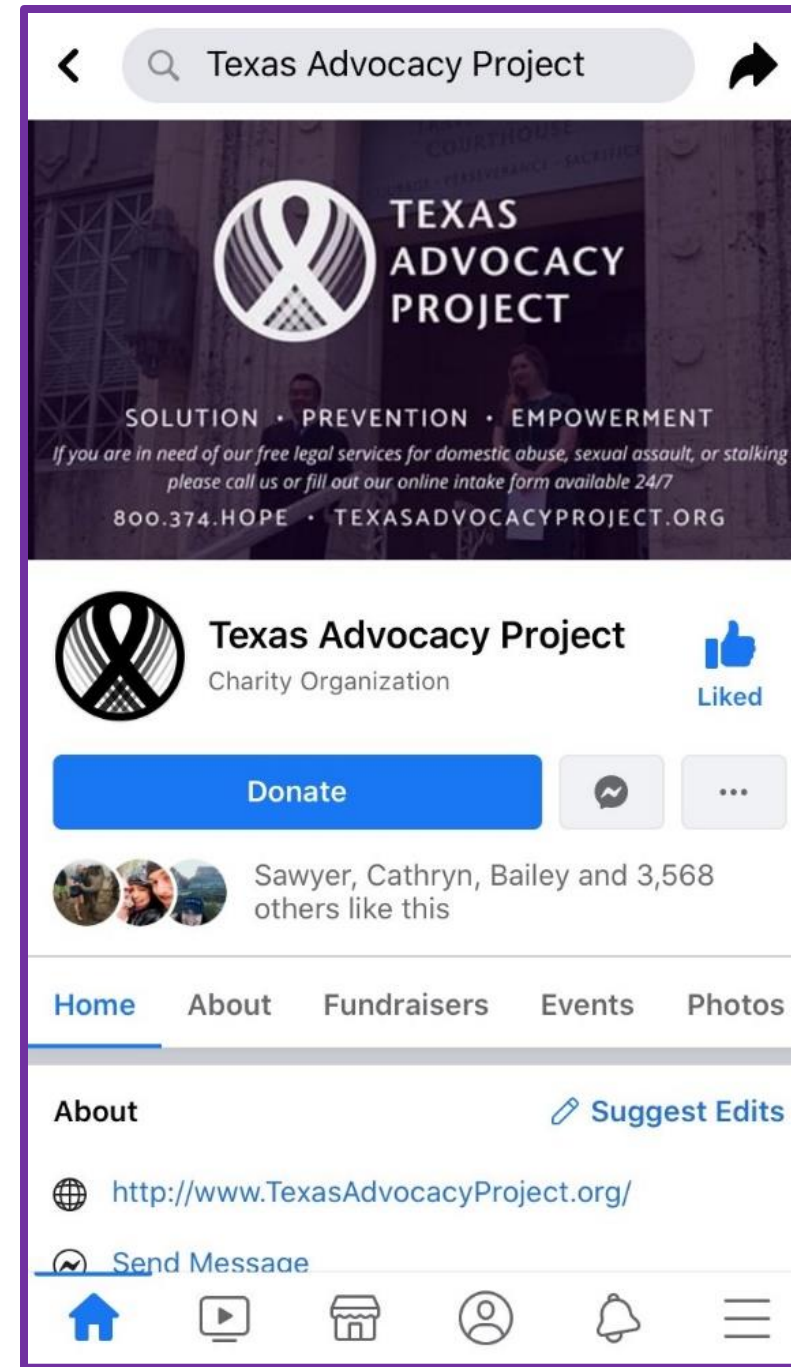 Texas Advocacy Project
COURTHOUSE
PERSEVERANCE • SACRIFICE
TEXAS
ADVOCACY
PROJECT
SOLUTION • PREVENTION • EMPOWERMENT
If you are in need of our free legal services for domestic abuse, sexual assault, or stalking
please call us or fill out our online intake form available 24/7
800.374.HOPE • TEXASADVOCACYPROJECT.ORG
Texas Advocacy Project
Charity Organization
Liked
Donate
Sawyer, Cathryn, Bailey and 3,568
others like this
Home About Fundraisers Events Photos
About Suggest Edits
http://www.TexasAdvocacyProject.org/
Send Message